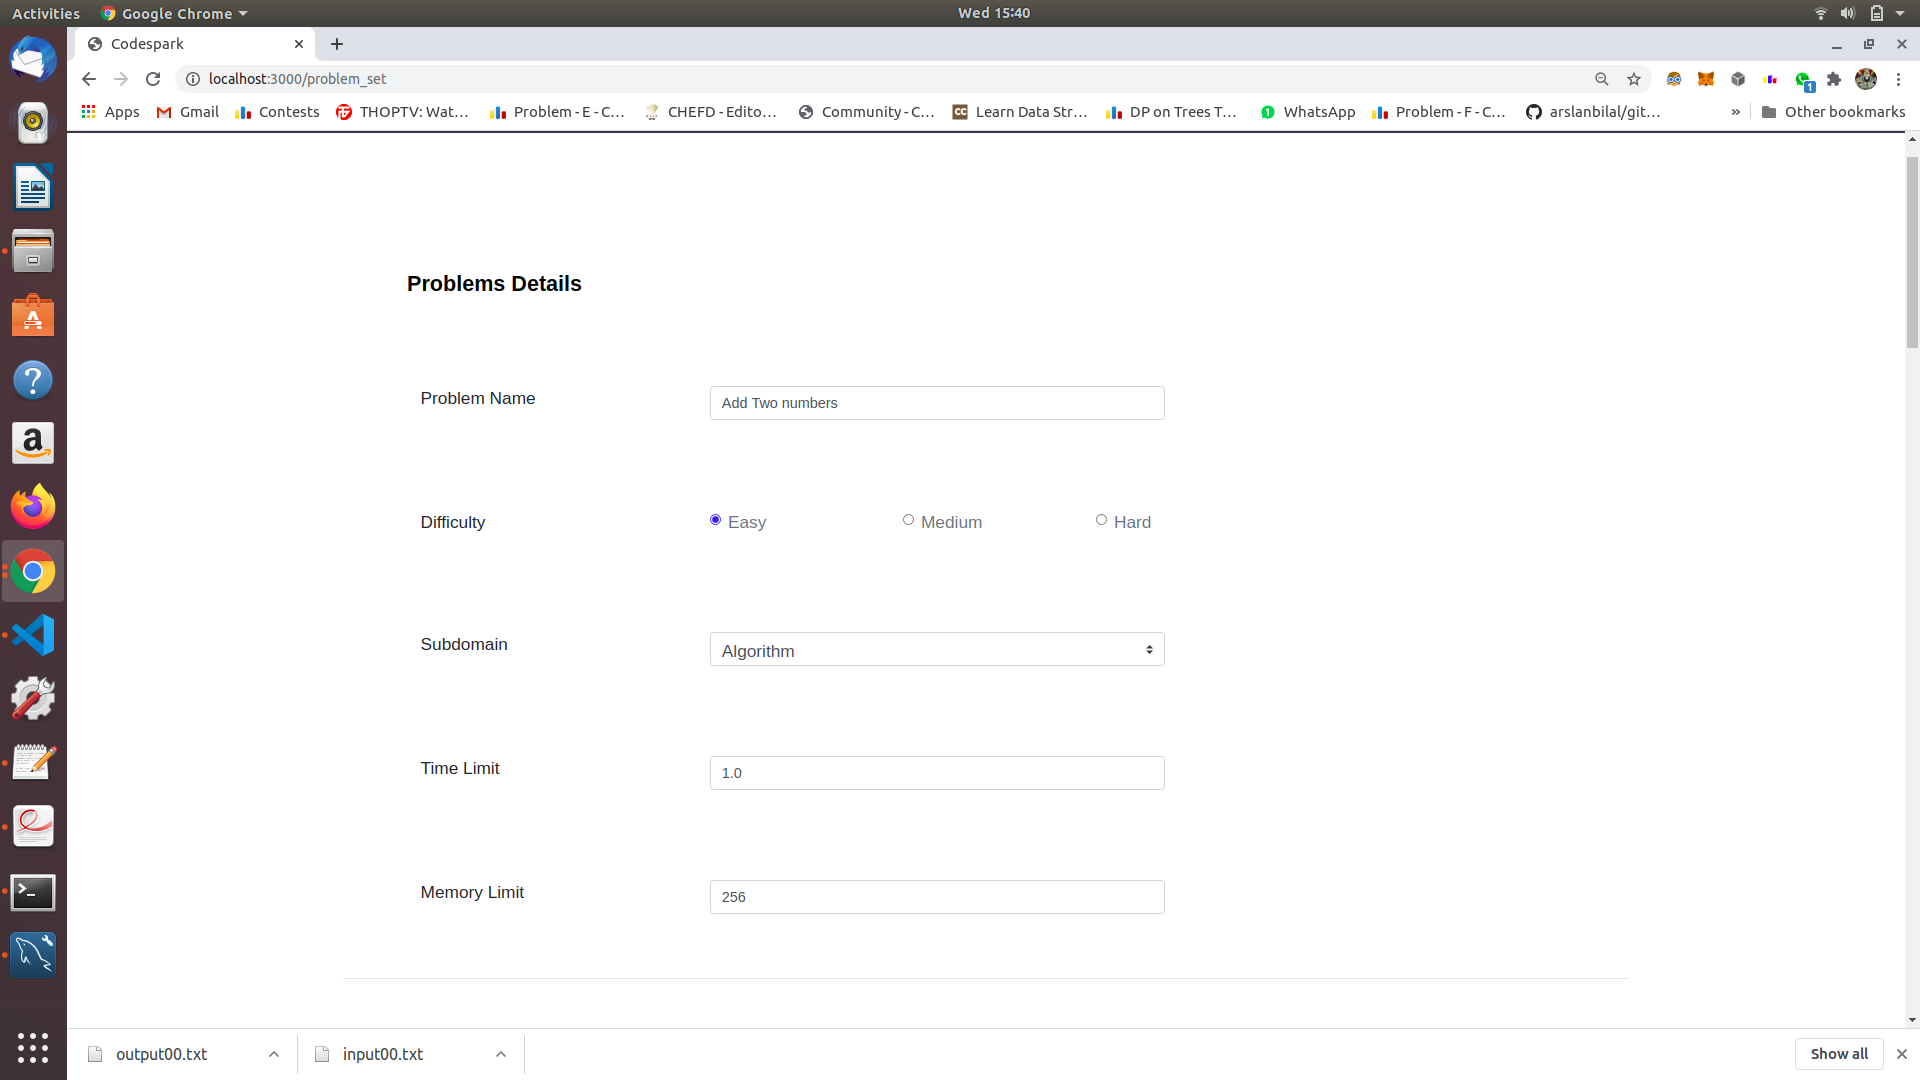 Activities
Google Chrome
Wed 15:40
Codespark
localhost:3000/problem_set
1
Apps
Gmail
Contests
THOPTV: Wat...
Problem - E - C...
CHEFD - Edito...
Community - C...
CC
Learn Data Str...
DP on Trees T...
1
WhatsApp
Problem - F - C...
arslanbilal/git...
»
Other bookmarks
Problems Details
Problem Name
Add Two numbers
Difficulty
Easy
Medium
Hard
Subdomain
Algorithm
Time Limit
1.0
Memory Limit
256
output00.txt
input00.txt
Show all